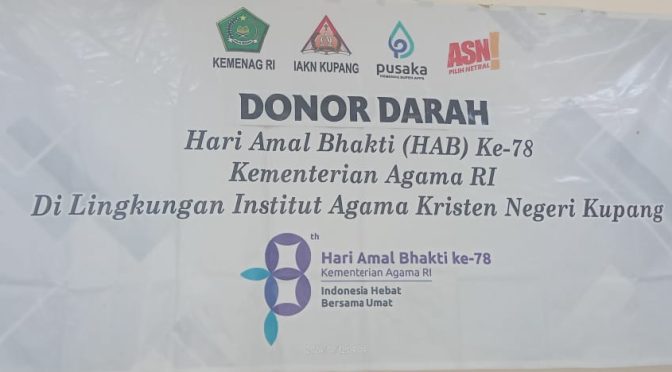 KEMENAG RI
IAKN KUPANG
pusaka
ASN!
PILIH NETRAL
DONOR DARAH
Hari Amal Bhakti (HAB) Ke-78
Kementerian Agama RI
Di Lingkungan Institut Agama Kristen Negeri Kupang
th
Hari Amal Bhakti ke-78
Kementerian Agama RI
Indonesia Hebat
Bersama Umat